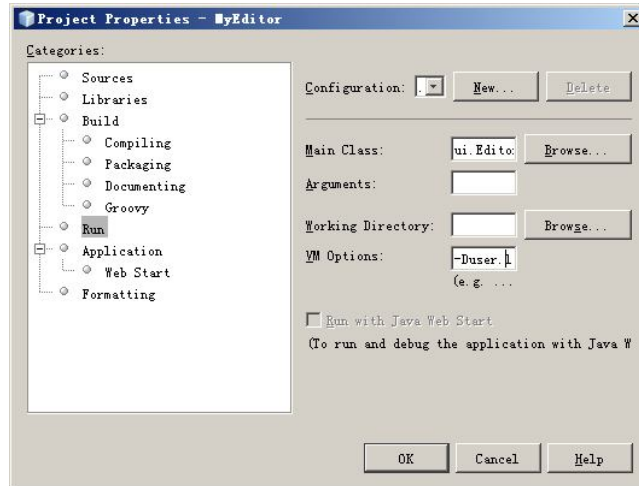 Project Properties - MyEditor
Categories:
Sources
Libraries
Build
Compiling
Packaging
Documenting
Groovy
Run
Application
Web Start
Formatting
Configuration: . New... Delete
Main Class: ui.Edito Browse...
Arguments:
Working Directory: Browse...
VM Options: -Duser.l
(e.g. ...
Run with Java Web Start
(To run and debug the application with Java W
OK Cancel Help